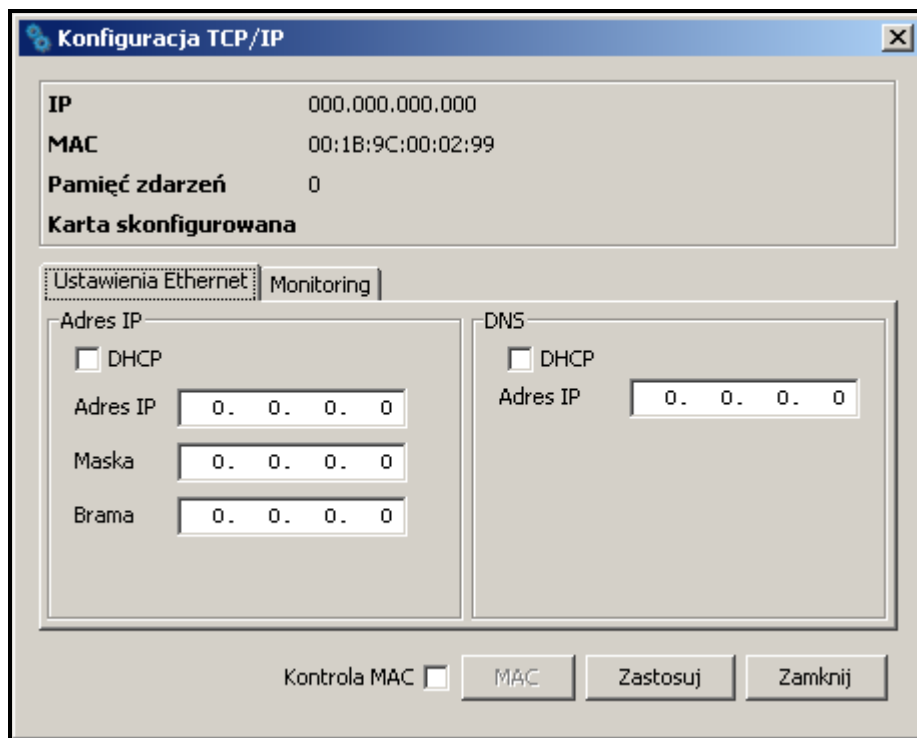 Konfiguracja TCP/IP
IP 000.000.000.000
MAC 00:1B:9C:00:02:99
Pamięć zdarzeń 0
Karta skonfigurowana
Ustawienia Ethernet Monitoring
Adres IP
DHCP
Adres IP 0. 0. 0. 0
Maska 0. 0. 0. 0
Brama 0. 0. 0. 0
DNS
DHCP
Adres IP 0. 0. 0. 0
Kontrola MAC MAC Zastosuj Zamknij